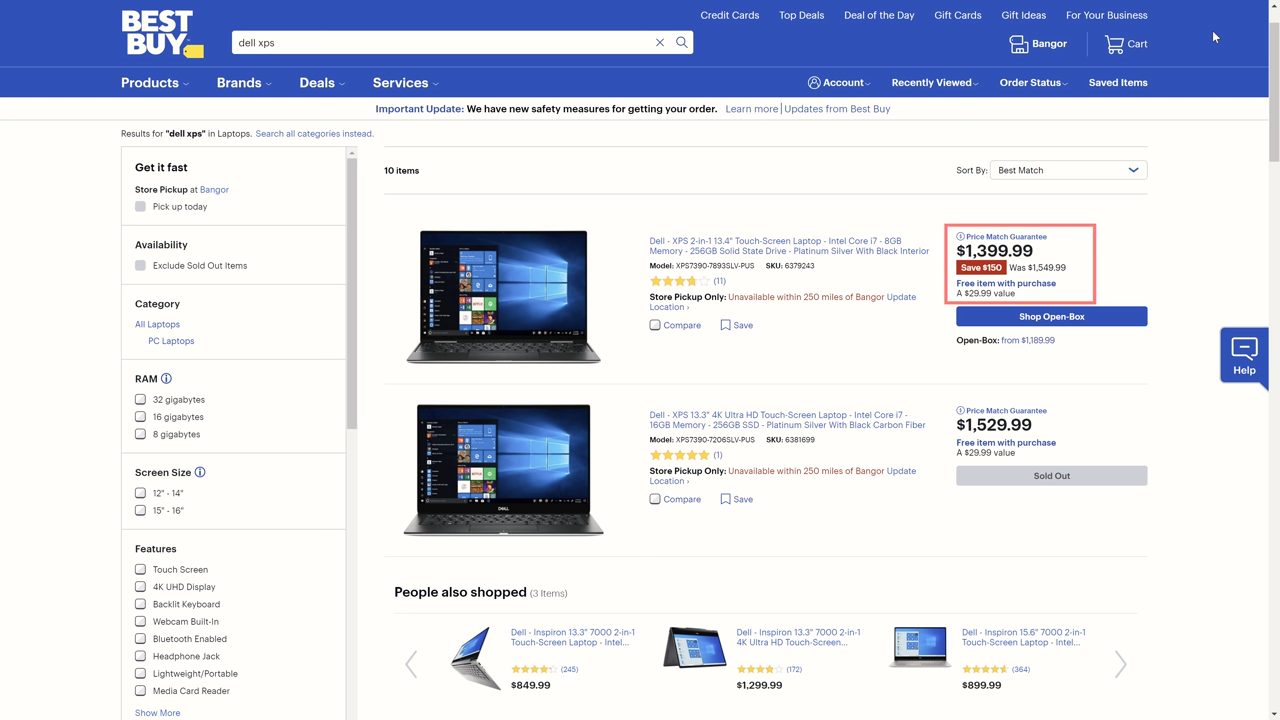 BEST
BUY
Credit Cards
Top Deals
Deal of the Day
Gift Cards
Gift Ideas
For Your Business
dell xps
Bangor
Cart
Products
Brands
Deals
Services
Account
Recently Viewed
Order Status
Saved Items
Important Update: We have new safety measures for getting your order. Learn more | Updates from Best Buy
Results for "dell xps" in Laptops. Search all categories instead.
Get it fast
Store Pickup at Bangor
Pick up today
Availability
Exclude Sold Out Items
Category
All Laptops
PC Laptops
RAM
32 gigabytes
16 gigabytes
8 gigabytes
Screen Size
12" - 14"
15" - 16"
Features
Touch Screen
4K UHD Display
Backlit Keyboard
Webcam Built-In
Bluetooth Enabled
Headphone Jack
Lightweight/Portable
Media Card Reader
Show More
10 items
Sort By: Best Match
Dell - XPS 2-in-1 13.4" Touch-Screen Laptop - Intel Core i7 - 8GB
Memory - 256GB Solid State Drive - Platinum Silver With Black Interior
Model: XPS7390-7893SLV-PUS SKU: 6379243
(11)
Store Pickup Only: Unavailable within 250 miles of Bangor Update
Location ›
Compare
Save
Price Match Guarantee
$1,399.99
Save $150 Was $1,549.99
Free item with purchase
A $29.99 value
Shop Open-Box
Open-Box: from $1,189.99
Dell - XPS 13.3" 4K Ultra HD Touch-Screen Laptop - Intel Core i7 -
16GB Memory - 256GB SSD - Platinum Silver With Black Carbon Fiber
Model: XPS7390-7206SLV-PUS SKU: 6381699
(1)
Store Pickup Only: Unavailable within 250 miles of Bangor Update
Location ›
Compare
Save
Price Match Guarantee
$1,529.99
Free item with purchase
A $29.99 value
Sold Out
DELL
Help
People also shopped (3 Items)
Dell - Inspiron 13.3" 7000 2-in-1
Touch-Screen Laptop - Intel...
(245)
$849.99
Dell - Inspiron 13.3" 7000 2-in-1
4K Ultra HD Touch-Screen...
(172)
$1,299.99
Dell - Inspiron 15.6" 7000 2-in-1
Touch-Screen Laptop - Intel...
(364)
$899.99